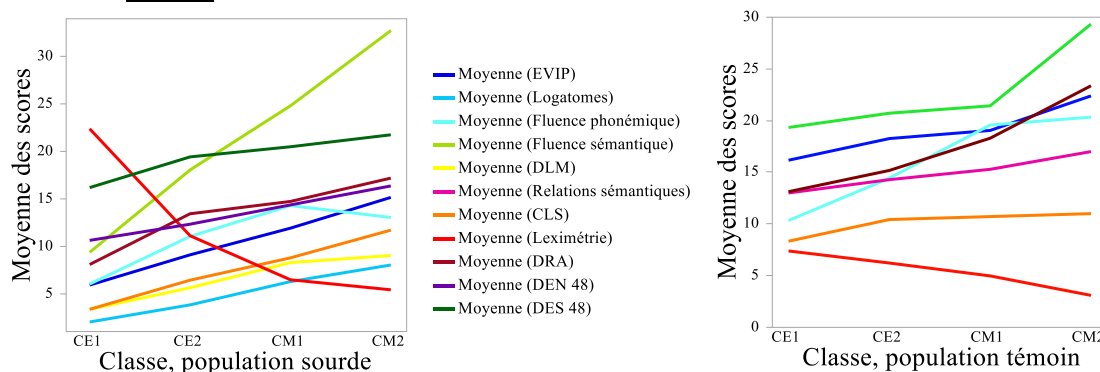 Moyenne des scores
30
25
20
15
10
5
CE1 CE2 CM1 CM2
Classe, population sourde
Moyenne (EVIP)
Moyenne (Logatomes)
Moyenne (Fluence phonémique)
Moyenne (Fluence sémantique)
Moyenne (DLM)
Moyenne (Relations sémantiques)
Moyenne (CLS)
Moyenne (Leximétrie)
Moyenne (DRA)
Moyenne (DEN 48)
Moyenne (DES 48)
Moyenne des scores
30
25
20
15
10
5
0
CE1 CE2 CM1 CM2
Classe, population témoin